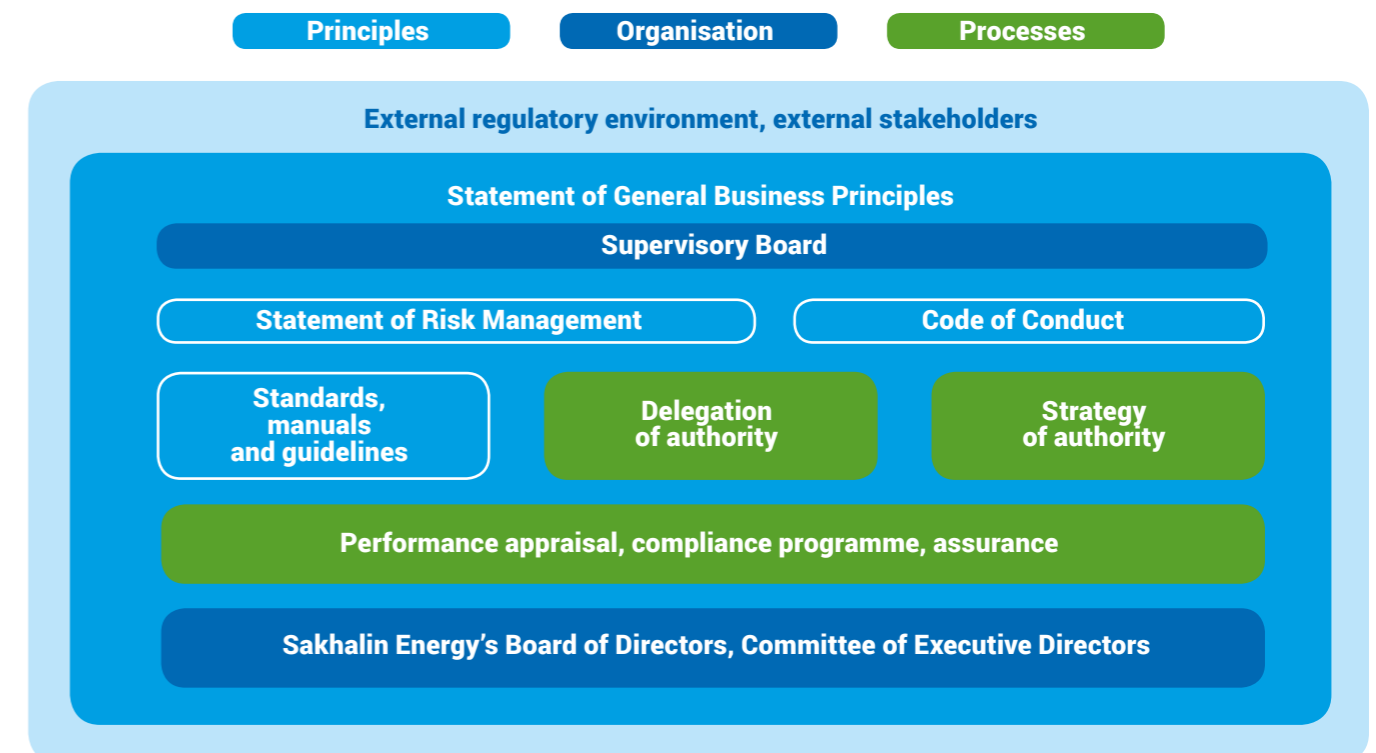 Principles
Organisation
Processes
External regulatory environment, external stakeholders
Statement of General Business Principles
Supervisory Board
Statement of Risk Management
Code of Conduct
Standards,
manuals
and guidelines
Delegation
of authority
Strategy
of authority
Performance appraisal, compliance programme, assurance
Sakhalin Energy’s Board of Directors, Committee of Executive Directors